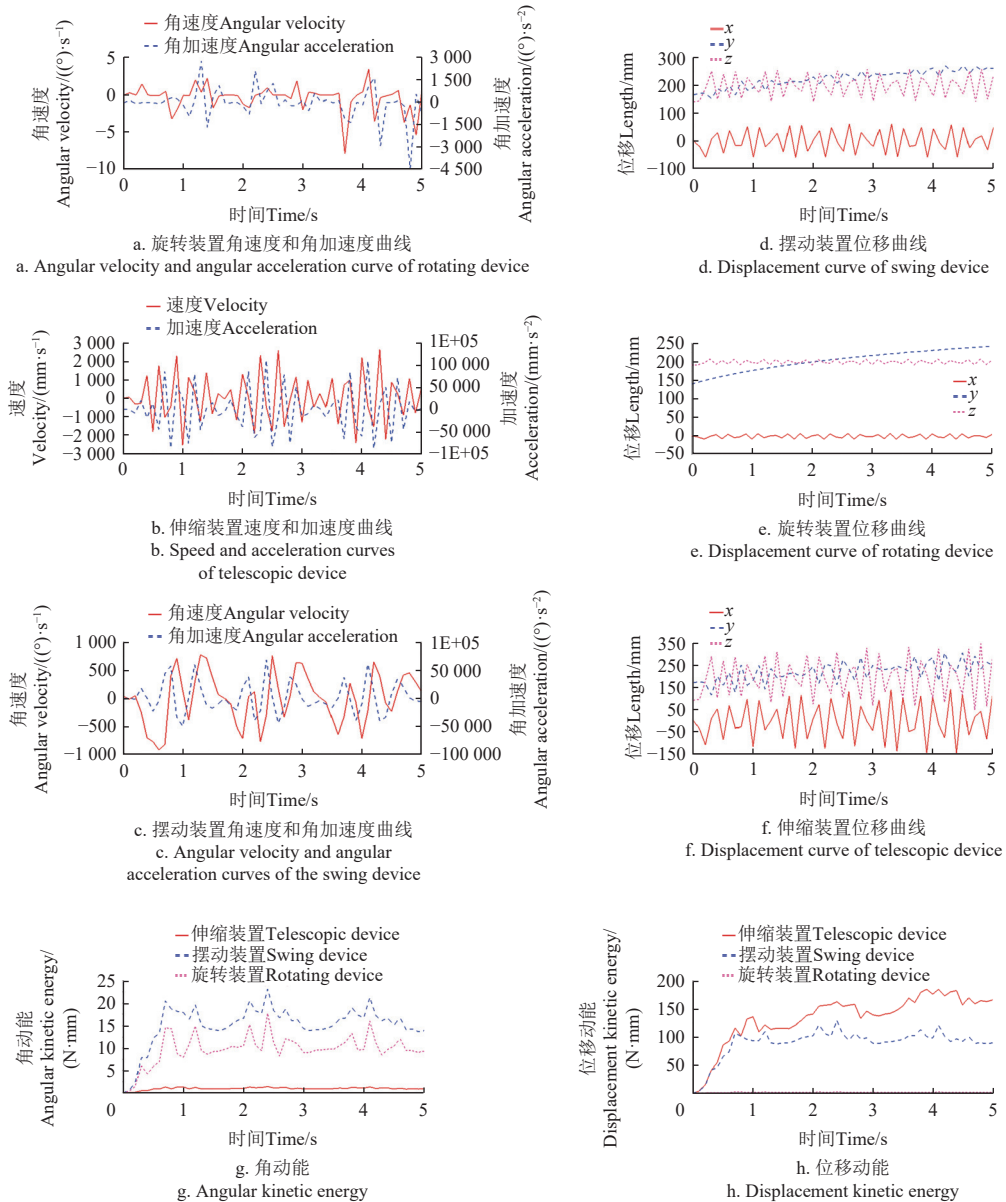 角速度Angular velocity
角加速度Angular acceleration
角速度
Angular velocity/((°)·s⁻¹)
5
0
−5
−10
3 000
1 500
0
−1 500
−3 000
−4 500
角加速度
Angular acceleration/((°)·s⁻²)
0 1 2 3 4 5
时间Time/s
a. 旋转装置角速度和角加速度曲线
a. Angular velocity and angular acceleration curve of rotating device
x
y
z
位移Length/mm
300
200
100
0
−100
0 1 2 3 4 5
时间Time/s
d. 摆动装置位移曲线
d. Displacement curve of swing device
速度Velocity
加速度Acceleration
速度
Velocity/(mm·s⁻¹)
3 000
2 000
1 000
0
−1 000
−2 000
−3 000
1E+05
100 000
50 000
0
−50 000
−1E+05
加速度
Acceleration/(mm·s⁻²)
0 1 2 3 4 5
时间Time/s
b. 伸缩装置速度和加速度曲线
b. Speed and acceleration curves
of telescopic device
x
y
z
位移Length/mm
250
200
150
100
50
0
−50
0 1 2 3 4 5
时间Time/s
e. 旋转装置位移曲线
e. Displacement curve of rotating device
角速度Angular velocity
角加速度Angular acceleration
角速度
Angular velocity/((°)·s⁻¹)
1 000
500
0
−500
−1 000
1E+05
50 000
0
−50 000
−100 000
角加速度
Angular acceleration/((°)·s⁻²)
0 1 2 3 4 5
时间Time/s
c. 摆动装置角速度和角加速度曲线
c. Angular velocity and angular
acceleration curves of the swing device
x
y
z
位移Length/mm
350
250
150
50
−50
−150
0 1 2 3 4 5
时间Time/s
f. 伸缩装置位移曲线
f. Displacement curve of telescopic device
伸缩装置Telescopic device
摆动装置Swing device
旋转装置Rotating device
角动能
Angular kinetic energy/
(N·mm)
25
20
15
10
5
0 1 2 3 4 5
时间Time/s
g. 角动能
g. Angular kinetic energy
伸缩装置Telescopic device
摆动装置Swing device
旋转装置Rotating device
位移动能
Displacement kinetic energy/
(N·mm)
200
150
100
50
0 1 2 3 4 5
时间Time/s
h. 位移动能
h. Displacement kinetic energy